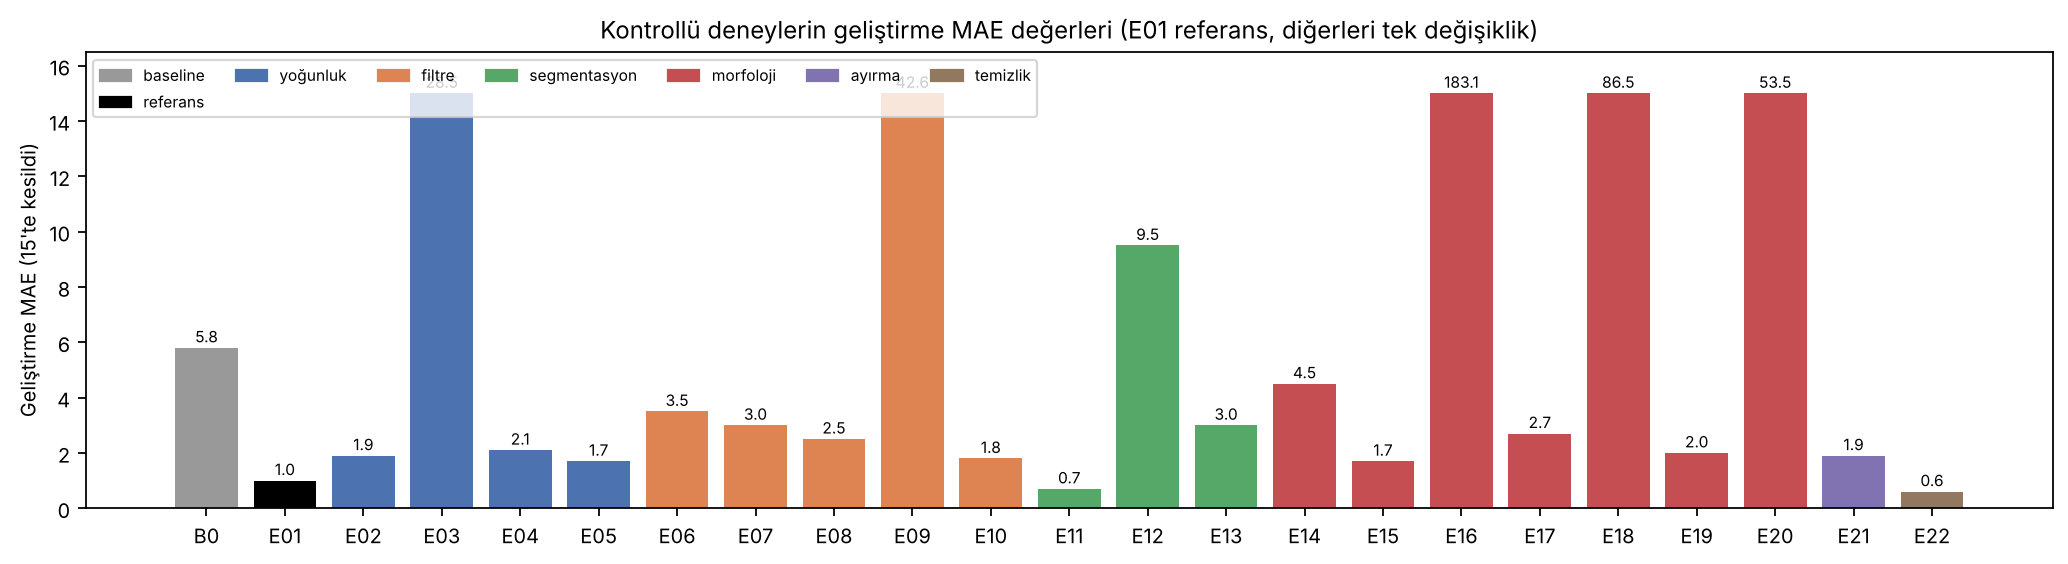 Kontrollü deneylerin geliştirme MAE değerleri (E01 referans, diğerleri tek değişiklik)
Geliştirme MAE (15'te kesildi)
16
14
12
10
8
6
4
2
0
baseline yoğunluk filtre segmentasyon morfoloji ayırma temizlik
referans
5.8 1.0 1.9 28.5 2.1 1.7 3.5 3.0 2.5 42.6 1.8 0.7 9.5 3.0 4.5 1.7 183.1 2.7 86.5 2.0 53.5 1.9 0.6
B0 E01 E02 E03 E04 E05 E06 E07 E08 E09 E10 E11 E12 E13 E14 E15 E16 E17 E18 E19 E20 E21 E22